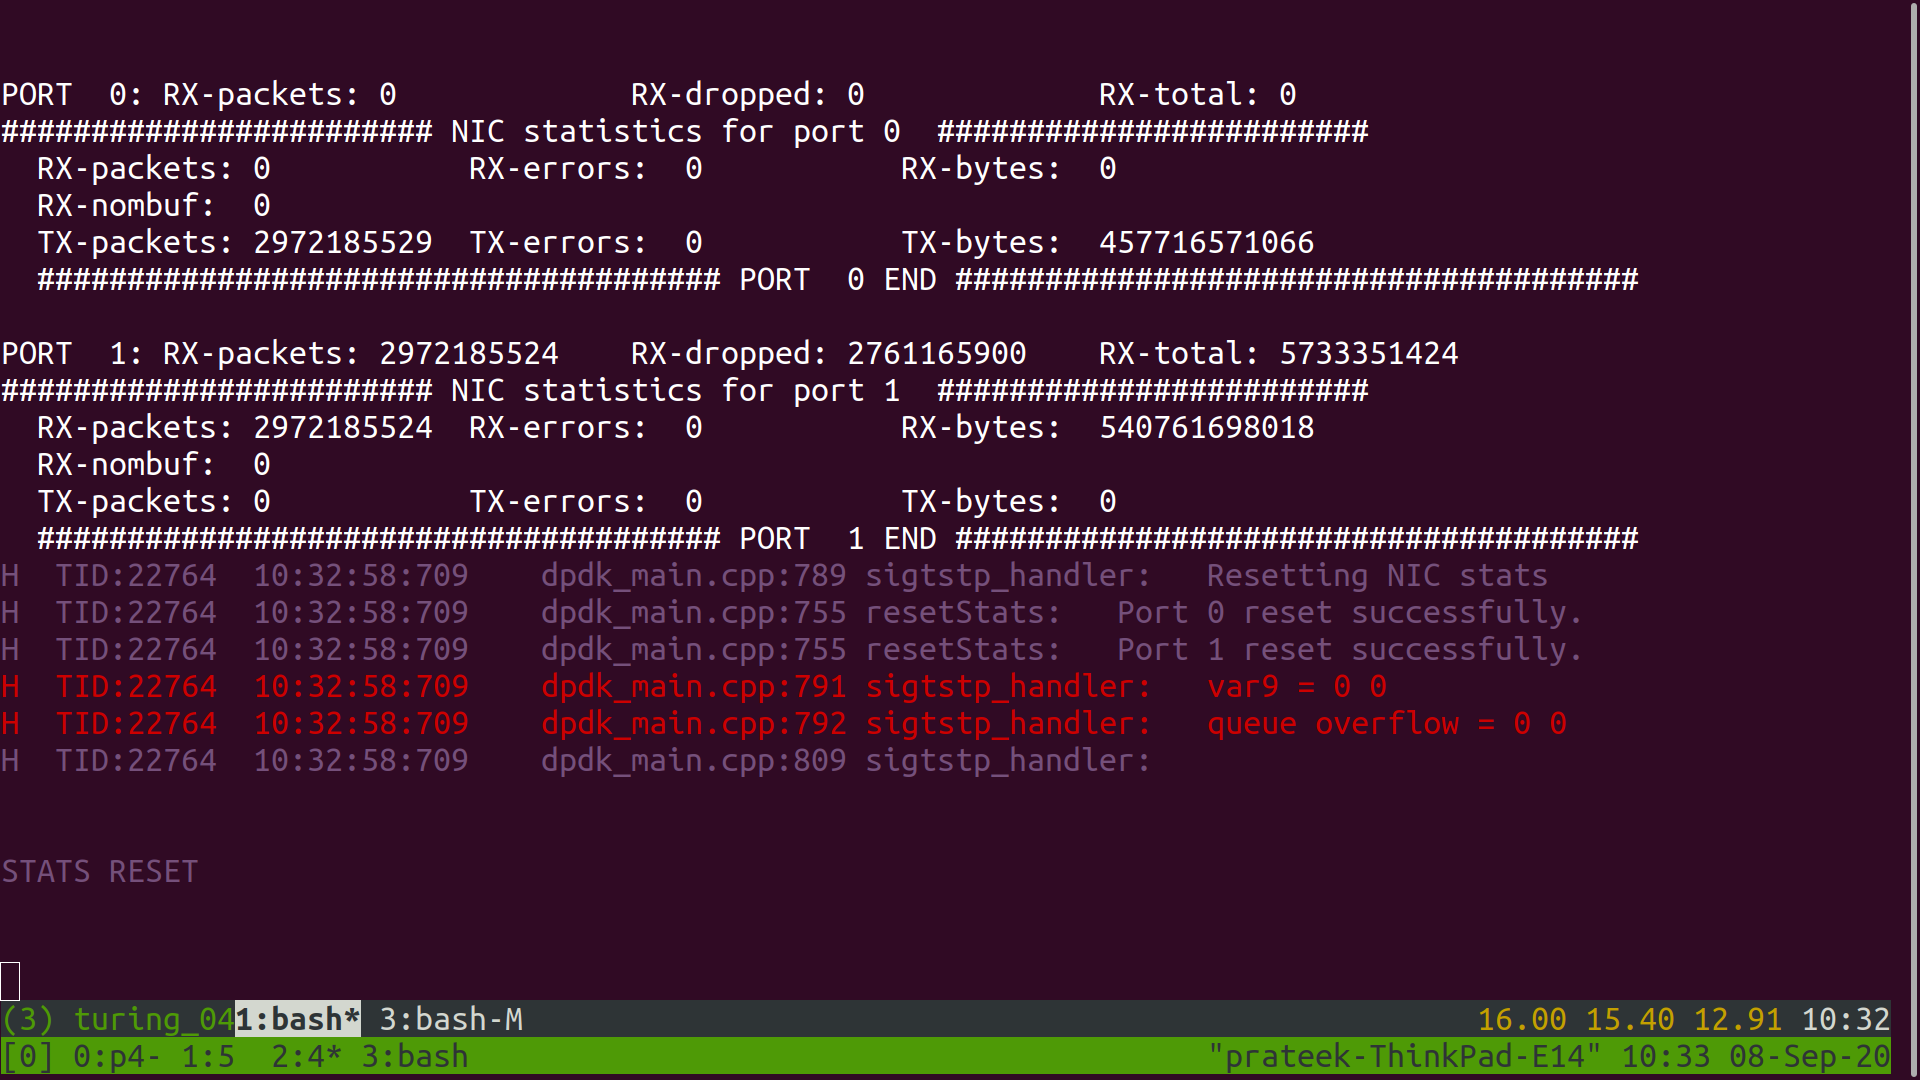 PORT  0: RX-packets: 0             RX-dropped: 0             RX-total: 0
######################## NIC statistics for port 0  ########################
  RX-packets: 0           RX-errors:  0           RX-bytes:  0
  RX-nombuf:  0
  TX-packets: 2972185529  TX-errors:  0           TX-bytes:  457716571066
  ###################################### PORT  0 END ######################################
PORT  1: RX-packets: 2972185524    RX-dropped: 2761165900    RX-total: 5733351424
######################## NIC statistics for port 1  ########################
  RX-packets: 2972185524  RX-errors:  0           RX-bytes:  540761698018
  RX-nombuf:  0
  TX-packets: 0           TX-errors:  0           TX-bytes:  0
  ###################################### PORT  1 END ######################################
H  TID:22764  10:32:58:709    dpdk_main.cpp:789 sigtstp_handler:   Resetting NIC stats
H  TID:22764  10:32:58:709    dpdk_main.cpp:755 resetStats:   Port 0 reset successfully.
H  TID:22764  10:32:58:709    dpdk_main.cpp:755 resetStats:   Port 1 reset successfully.
H  TID:22764  10:32:58:709    dpdk_main.cpp:791 sigtstp_handler:   var9 = 0 0
H  TID:22764  10:32:58:709    dpdk_main.cpp:792 sigtstp_handler:   queue overflow = 0 0
H  TID:22764  10:32:58:709    dpdk_main.cpp:809 sigtstp_handler:
STATS RESET
(3) turing_041:bash* 3:bash-M                                                     16.00 15.40 12.91 10:32
[0] 0:p4- 1:5  2:4* 3:bash                                         "prateek-ThinkPad-E14" 10:33 08-Sep-20